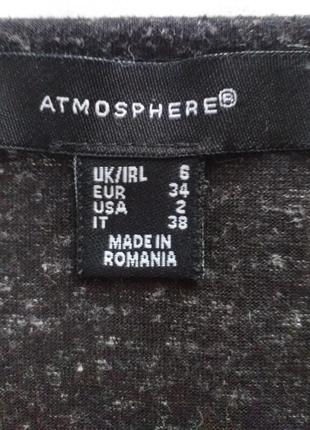 ATMOSPHERE®
UK/IRL 6
EUR 34
USA 2
IT 38
MADE IN
ROMANIA